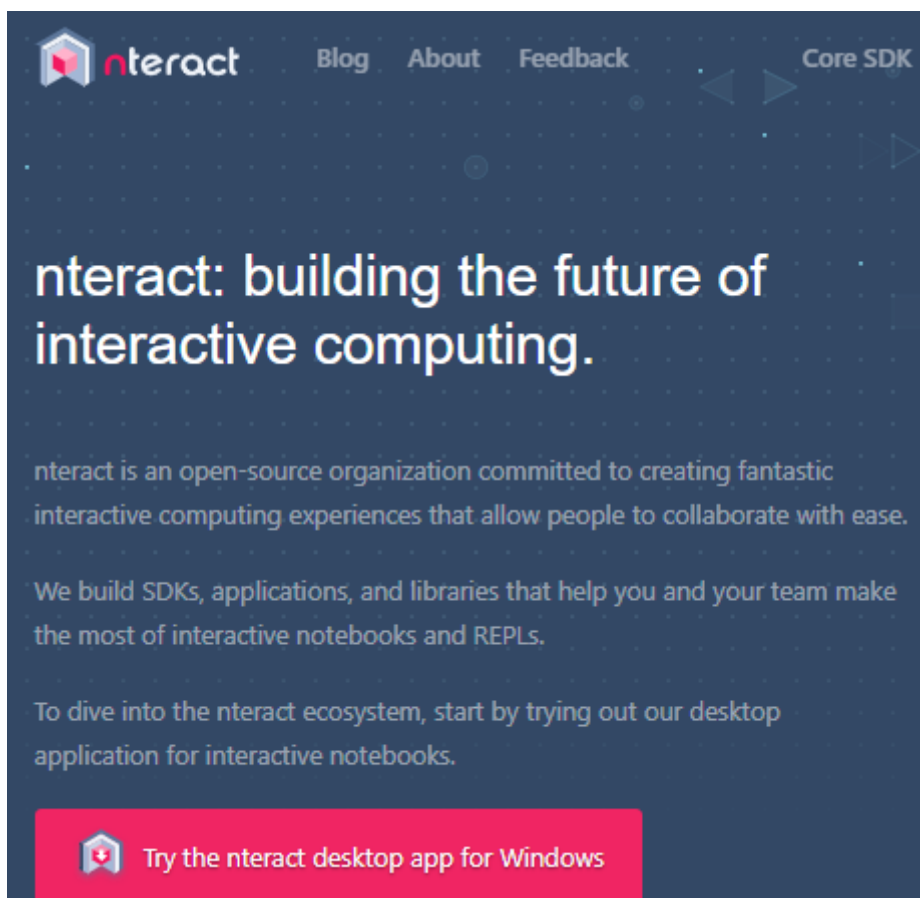 nteract Blog About Feedback Core SDK
nteract: building the future of
interactive computing.
nteract is an open-source organization committed to creating fantastic
interactive computing experiences that allow people to collaborate with ease.
We build SDKs, applications, and libraries that help you and your team make
the most of interactive notebooks and REPLs.
To dive into the nteract ecosystem, start by trying out our desktop
application for interactive notebooks.
Try the nteract desktop app for Windows